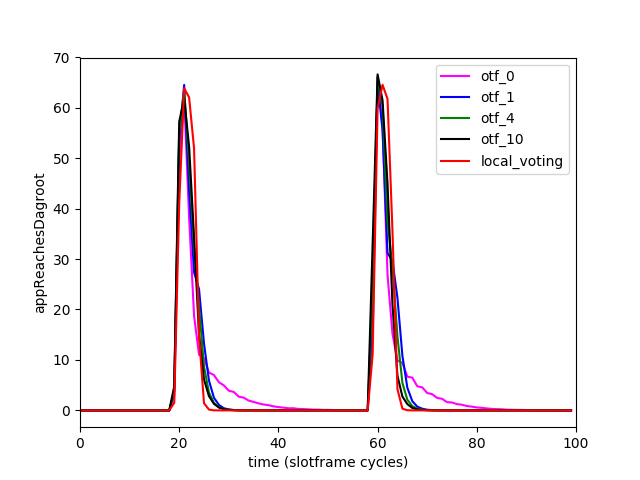 70
60
50
40
30
20
10
0
appReachesDagroot
0 20 40 60 80 100
time (slotframe cycles)
otf_0
otf_1
otf_4
otf_10
local_voting